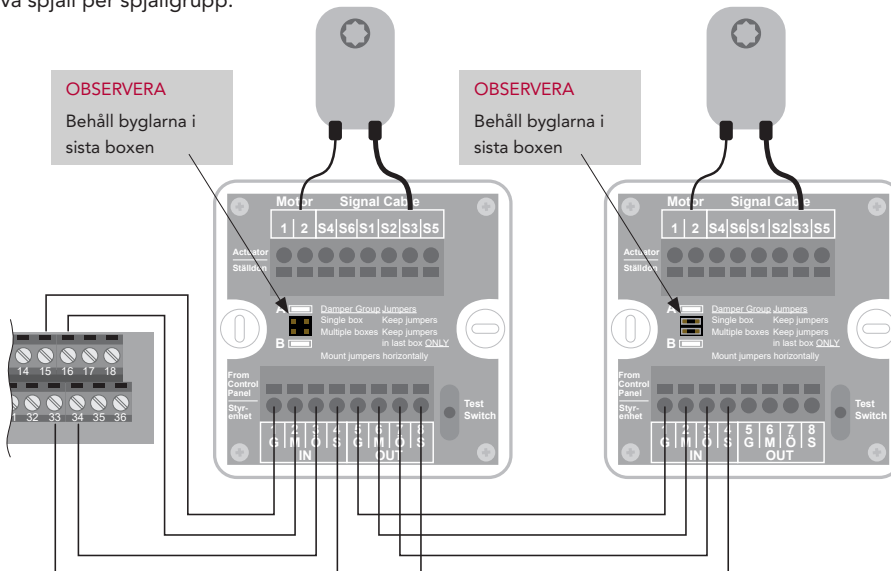 två spjäll per spjällgrupp.
OBSERVERA
Behåll byglarna i
sista boxen
OBSERVERA
Behåll byglarna i
sista boxen
Motor Signal Cable
1 2 S4 S6 S1 S2 S3 S5
Actuator
Ställdon
A Damper Group Jumpers
Single box Keep jumpers
Multiple boxes Keep jumpers
B in last box ONLY
Mount jumpers horizontally
From
Control
Panel
Styr-
enhet
Test
Switch
1 2 3 4 5 6 7 8
G M Ö S G M Ö S
IN OUT
Motor Signal Cable
1 2 S4 S6 S1 S2 S3 S5
Actuator
Ställdon
A Damper Group Jumpers
Single box Keep jumpers
Multiple boxes Keep jumpers
B in last box ONLY
Mount jumpers horizontally
From
Control
Panel
Styr-
enhet
Test
Switch
1 2 3 4 5 6 7 8
G M Ö S G M Ö S
IN OUT
14 15 16 17 18
32 33 34 35 36